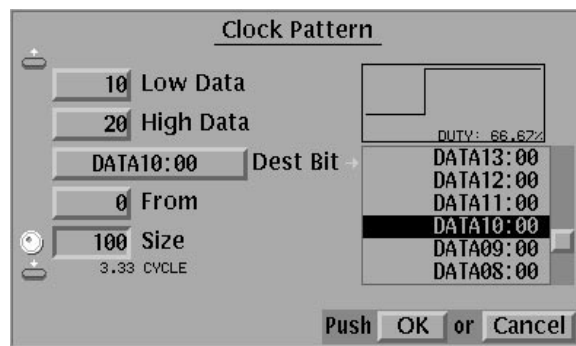 Clock Pattern
10 Low Data
20 High Data
DUTY: 66.67%
DATA10:00 Dest Bit
0 From
100 Size
3.33 CYCLE
DATA13:00
DATA12:00
DATA11:00
DATA10:00
DATA09:00
DATA08:00
Push OK or Cancel